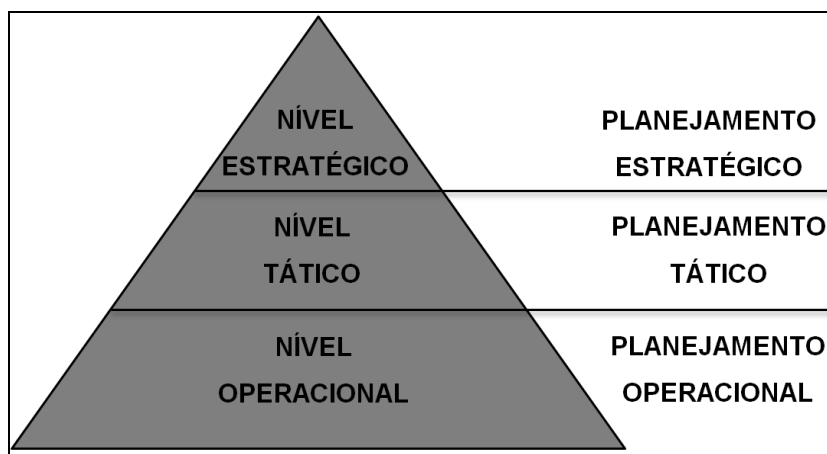 NÍVEL
ESTRATÉGICO
PLANEJAMENTO
ESTRATÉGICO
NÍVEL
TÁTICO
PLANEJAMENTO
TÁTICO
NÍVEL
OPERACIONAL
PLANEJAMENTO
OPERACIONAL